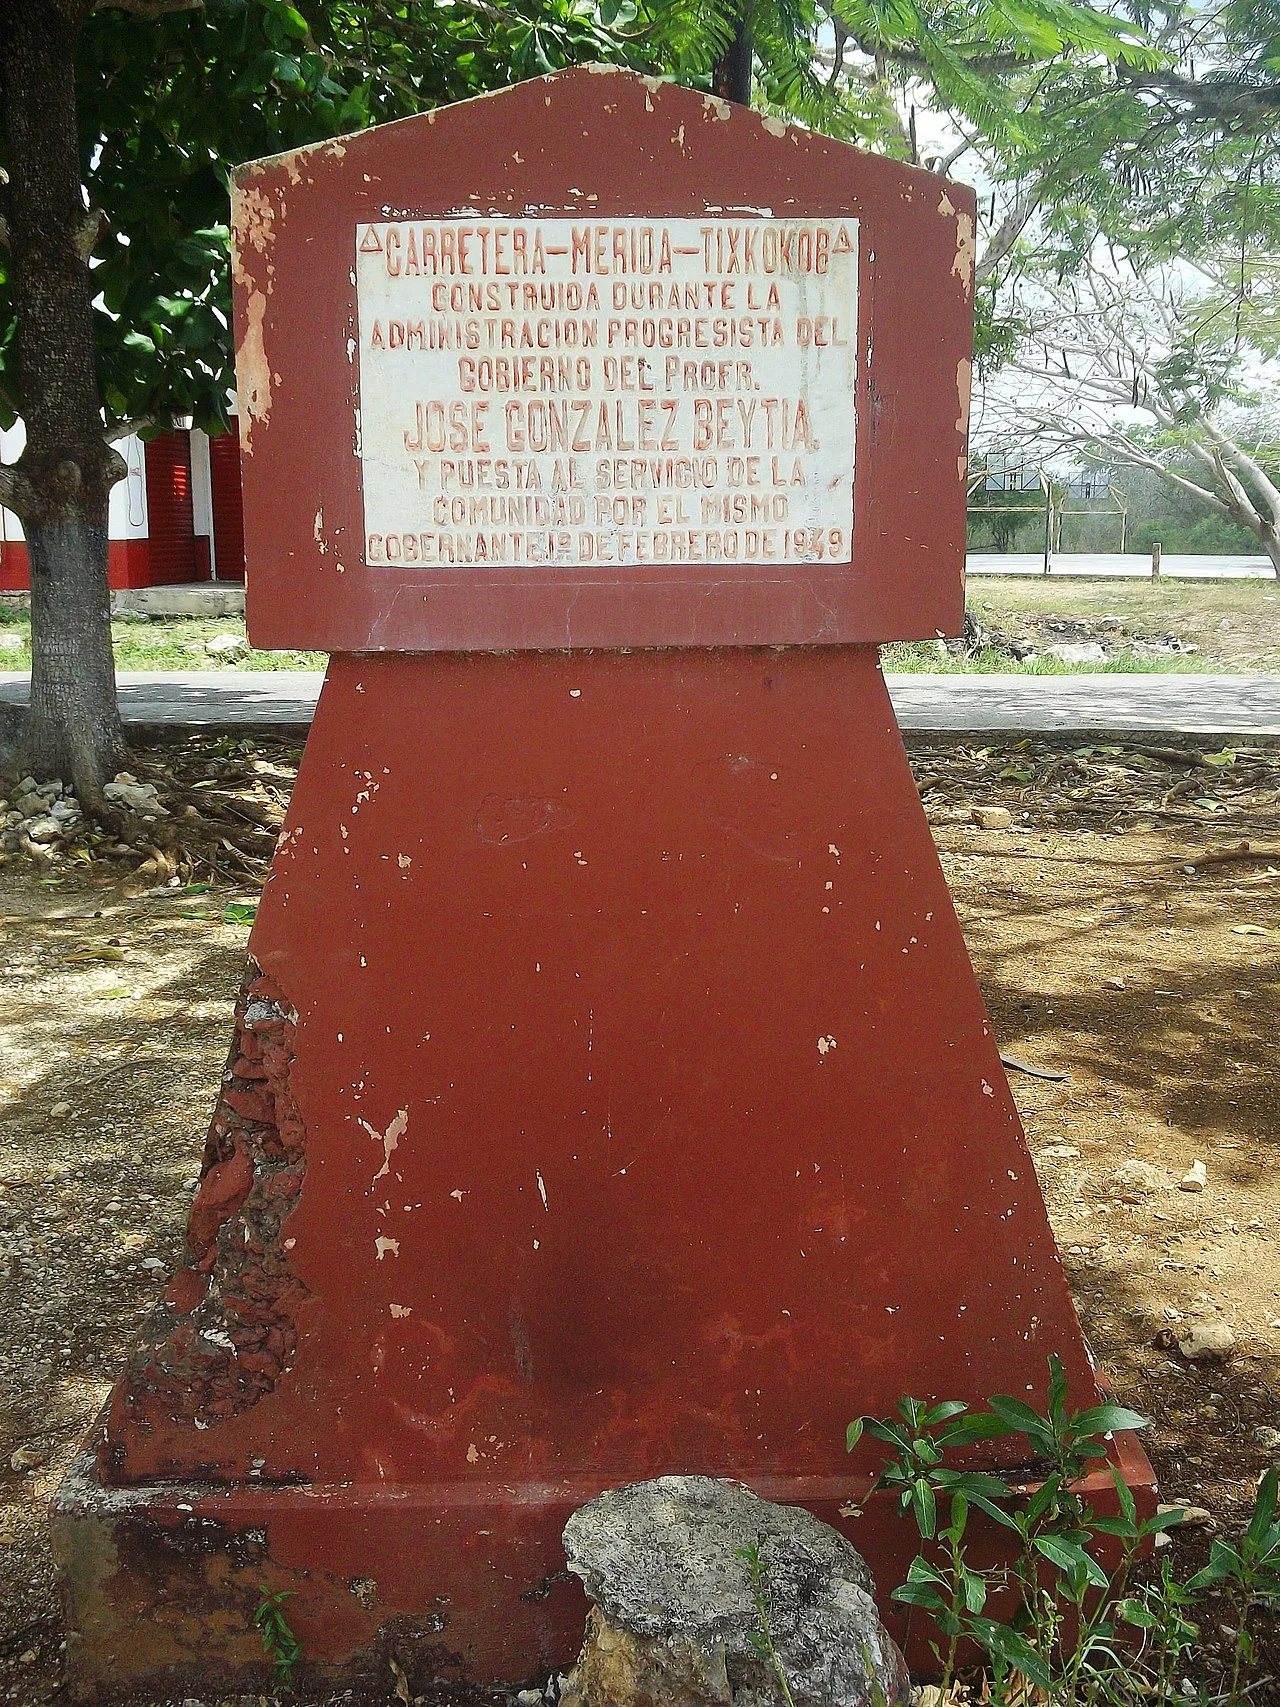 CARRETERA-MERIDA-TIXKOKOB
CONSTRUIDA DURANTE LA
ADMINISTRACION PROGRESISTA DEL
GOBIERNO DEL PROFR.
JOSE GONZALEZ BEYTIA,
Y PUESTA AL SERVICIO DE LA
COMUNIDAD POR EL MISMO
GOBERNANTE, 1º DE FEBRERO DE 1949